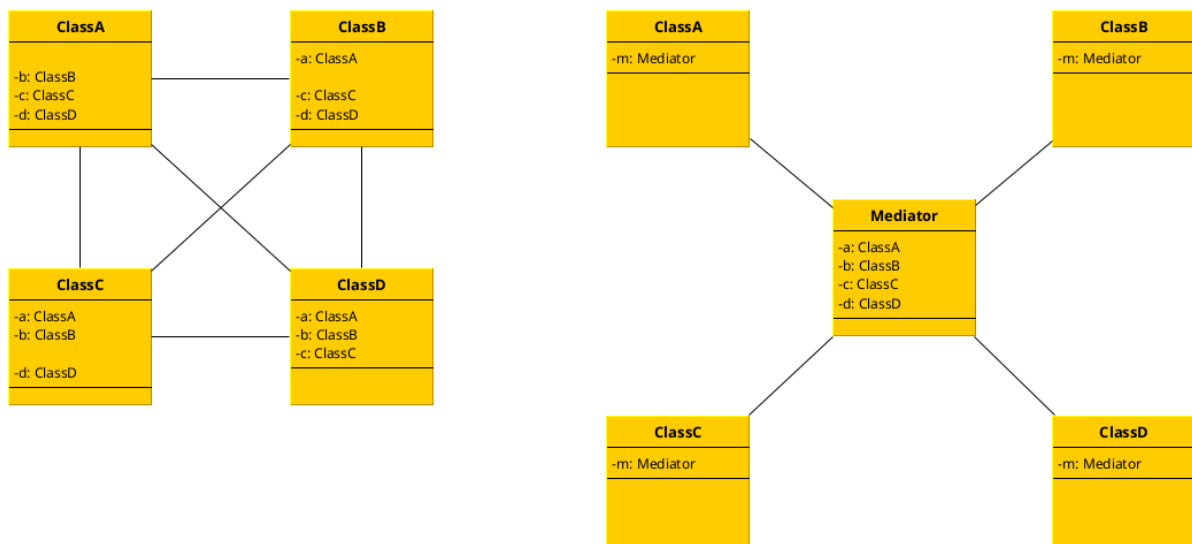 ClassA
-b: ClassB
-c: ClassC
-d: ClassD
ClassB
-a: ClassA
-c: ClassC
-d: ClassD
ClassC
-a: ClassA
-b: ClassB
-d: ClassD
ClassD
-a: ClassA
-b: ClassB
-c: ClassC
ClassA
-m: Mediator
ClassB
-m: Mediator
Mediator
-a: ClassA
-b: ClassB
-c: ClassC
-d: ClassD
ClassC
-m: Mediator
ClassD
-m: Mediator